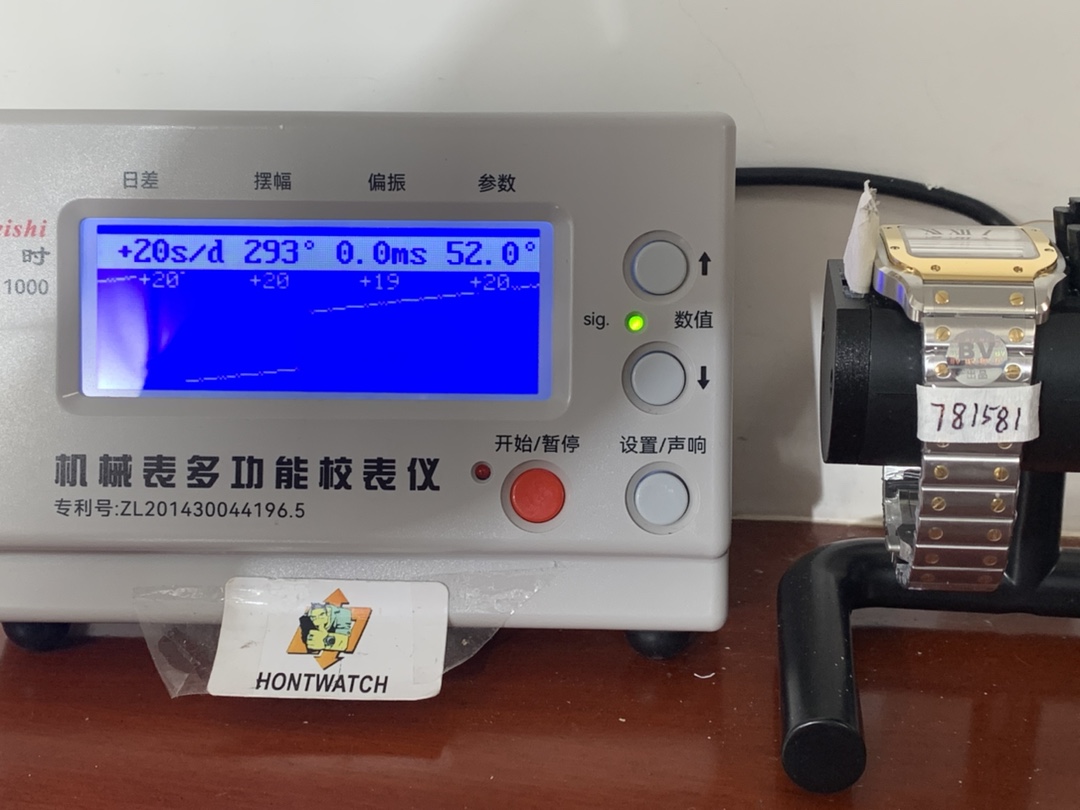 日差 摆幅 偏振 参数
eishi
时
1000
+20s/d 293° 0.0ms 52.0°
+20 +20 +19 +20
sig. 数值
开始/暂停 设置/声响
机械表多功能校表仪
专利号:ZL201430044196.5
HONTWATCH
BV
出品
781581